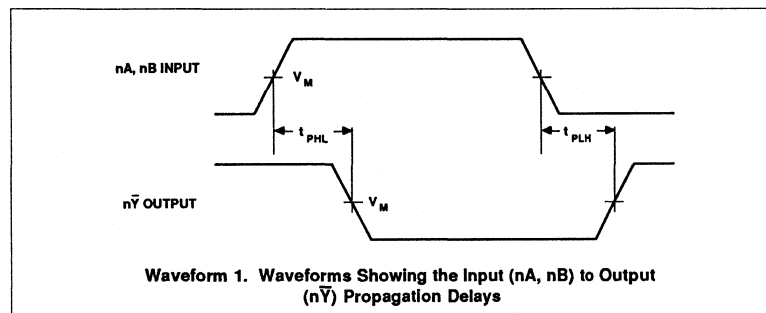 nA, nB INPUT
V_M
t_PHL
t_PLH
nȲ OUTPUT
V_M
Waveform 1. Waveforms Showing the Input (nA, nB) to Output
(nȲ) Propagation Delays